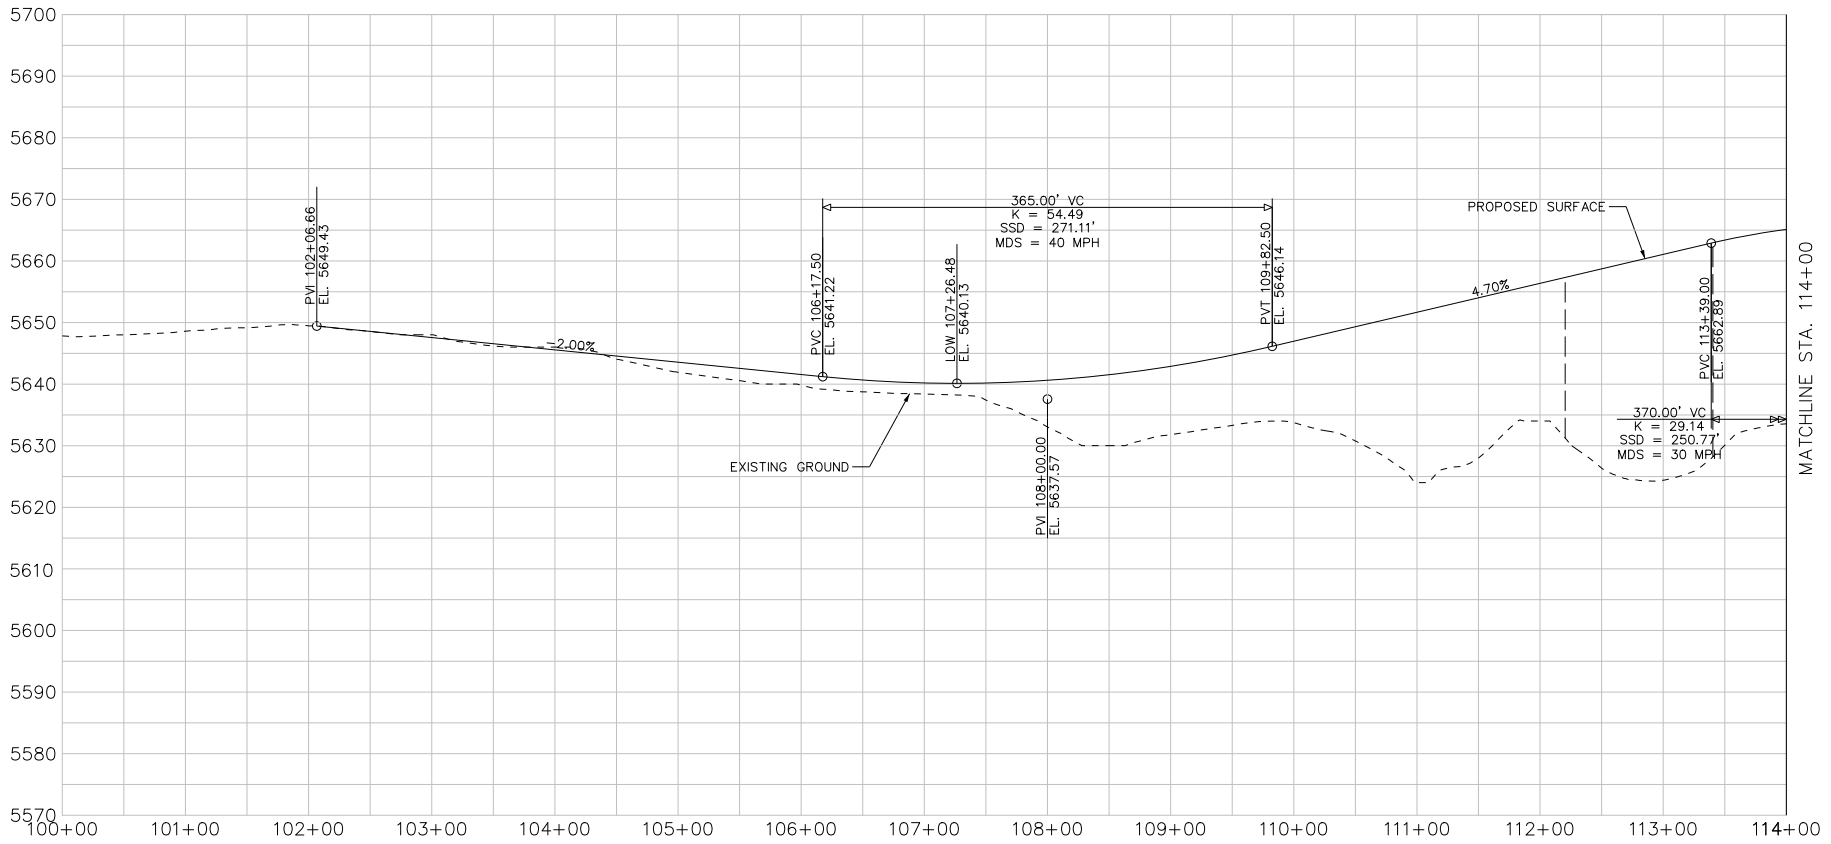 5700
5690
5680
5670
5660
5650
5640
5630
5620
5610
5600
5590
5580
5570
PVI 102+06.66
EL. 5649.43
-2.00%
PVC 106+17.50
EL. 5641.22
365.00' VC
K = 54.49
SSD = 271.11'
MDS = 40 MPH
LOW 107+26.48
EL. 5640.13
EXISTING GROUND
PVI 108+00.00
EL. 5637.57
PVT 109+82.50
EL. 5646.14
4.70%
PROPOSED SURFACE
PVC 113+39.00
EL. 5662.89
370.00' VC
K = 29.14
SSD = 250.77'
MDS = 30 MPH
MATCHLINE STA. 114+00
100+00
101+00
102+00
103+00
104+00
105+00
106+00
107+00
108+00
109+00
110+00
111+00
112+00
113+00
114+00